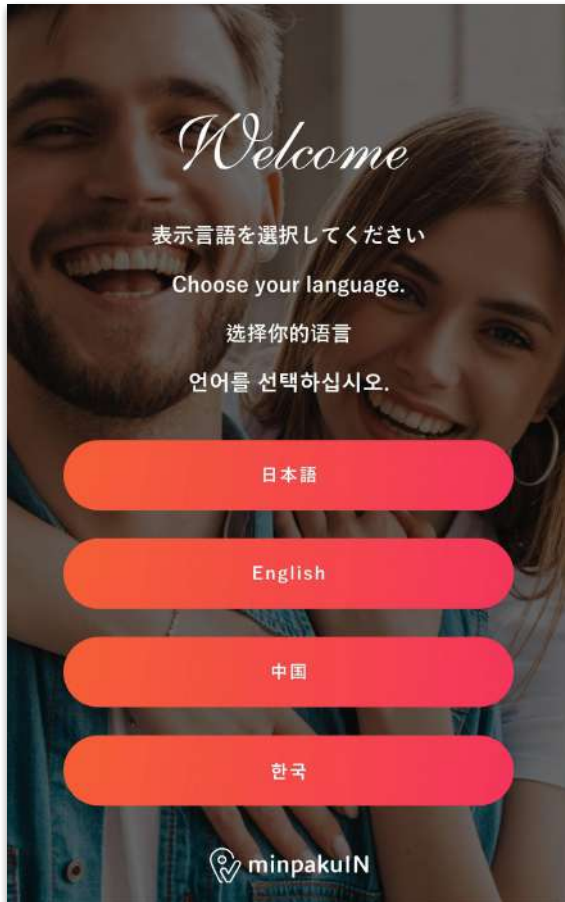 Welcome
表示言語を選択してください
Choose your language.
选择你的语言
언어를 선택하십시오.
日本語
English
中国
한국
minpakuIN